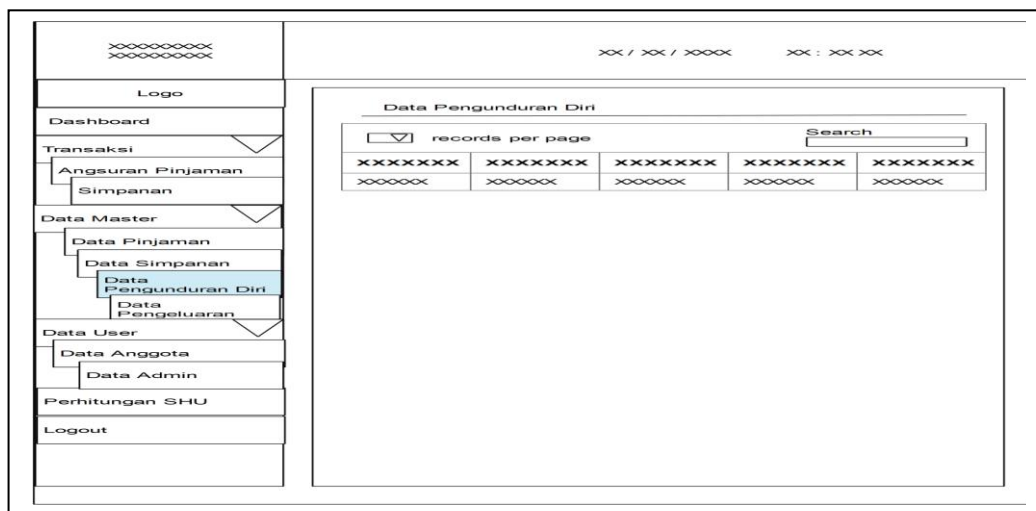 xxxxxxxxxx
xxxxxxxxxx
xx / xx / xxxx xx : xx xx
Logo
Dashboard
Transaksi
Angsuran Pinjaman
Simpanan
Data Master
Data Pinjaman
Data Simpanan
Data
Pengunduran Diri
Data
Pengeluaran
Data User
Data Anggota
Data Admin
Perhitungan SHU
Logout
Data Pengunduran Diri
records per page Search
xxxxxxx xxxxxxx xxxxxxx xxxxxxx xxxxxxx
xxxxxx xxxxxx xxxxxx xxxxxx xxxxxx